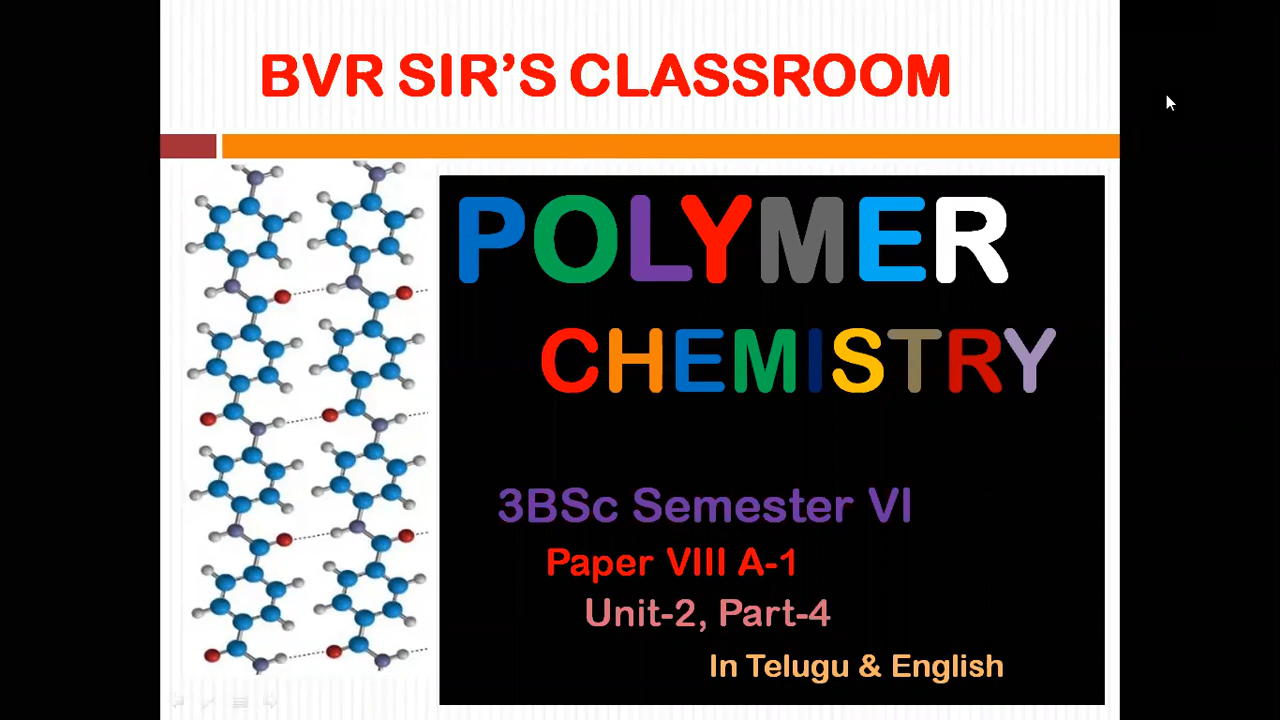 BVR SIR'S CLASSROOM
POLYMER
CHEMISTRY
3BSc Semester VI
Paper VIII A-1
Unit-2, Part-4
In Telugu & English